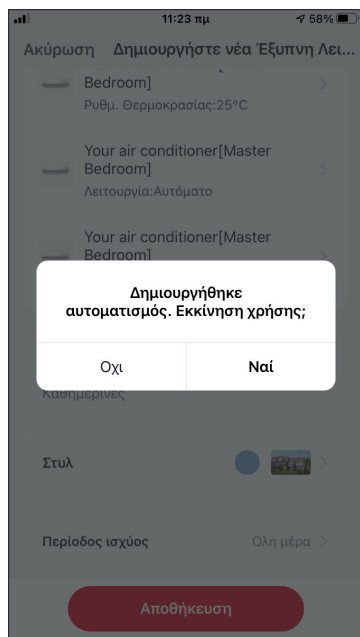 11:23 πμ
58%
Ακύρωση Δημιουργήστε νέα Έξυπνη Λει...
Bedroom]
Ρυθμ. Θερμοκρασίας:25°C
Your air conditioner[Master
Bedroom]
Λειτουργία:Αυτόματο
Your air conditioner[Master
Bedroom]
Δημιουργήθηκε
αυτοματισμός. Εκκίνηση χρήσης;
Οχι
Ναί
Καθημερινές
Στυλ
Περίοδος ισχύος
Ολη μέρα
Αποθήκευση